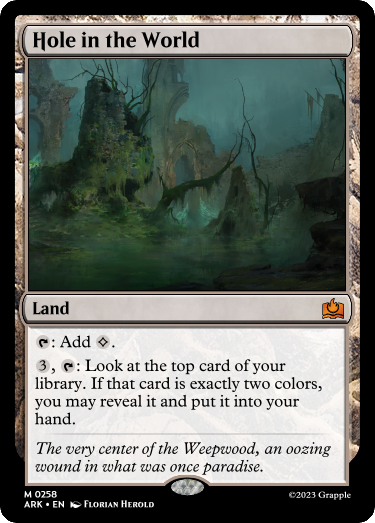 Hole in the World
Land
: Add .
3, : Look at the top card of your
library. If that card is exactly two colors,
you may reveal it and put it into your
hand.
The very center of the Weepwood, an oozing
wound in what was once paradise.
M 0258
ARK • EN Florian Herold
©2023 Grapple